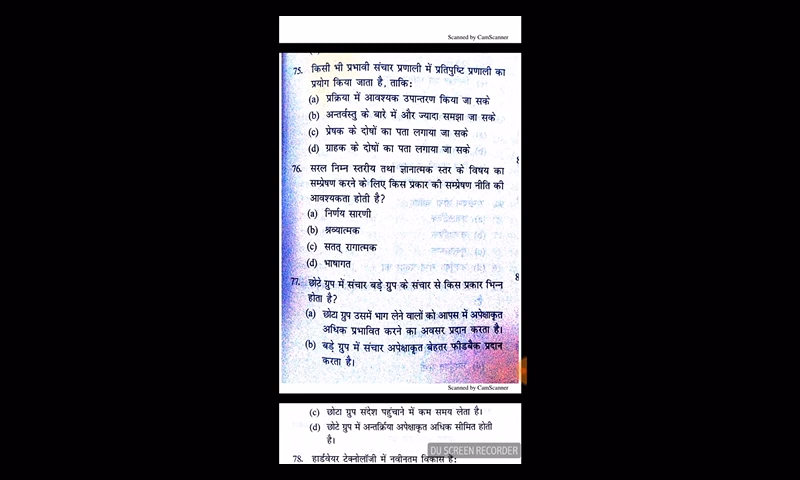 Scanned by CamScanner
75. किसी भी प्रभावी संचार प्रणाली में प्रतिपुष्टि प्रणाली का
प्रयोग किया जाता है, ताकि:
(a) प्रक्रिया में आवश्यक उपान्तरण किया जा सके
(b) अन्तर्वस्तु के बारे में और ज्यादा समझा जा सके
(c) प्रेषक के दोषों का पता लगाया जा सके
(d) ग्राहक के दोषों का पता लगाया जा सके
76. सरल निम्न स्तरीय तथा ज्ञानात्मक स्तर के विषय का
सम्प्रेषण करने के लिए किस प्रकार की सम्प्रेषण नीति की
आवश्यकता होती है?
(a) निर्णय सारणी
(b) श्रव्यात्मक
(c) सतत् रागात्मक
(d) भाषागत
77. छोटे ग्रुप में संचार बड़े ग्रुप के संचार से किस प्रकार भिन्न
होता है?
(a) छोटा ग्रुप उसमें भाग लेने वालों को आपस में अपेक्षाकृत
अधिक प्रभावित करने का अवसर प्रदान करता है।
(b) बड़े ग्रुप में संचार अपेक्षाकृत बेहतर फीडबैक प्रदान
करता है।
Scanned by CamScanner
(c) छोटा ग्रुप संदेश पहुंचाने में कम समय लेता है।
(d) छोटे ग्रुप में अन्तर्क्रिया अपेक्षाकृत अधिक सीमित होती
है।
DU SCREEN RECORDER
78. हार्डवेयर टेक्नोलॉजी में नवीनतम विकास है: